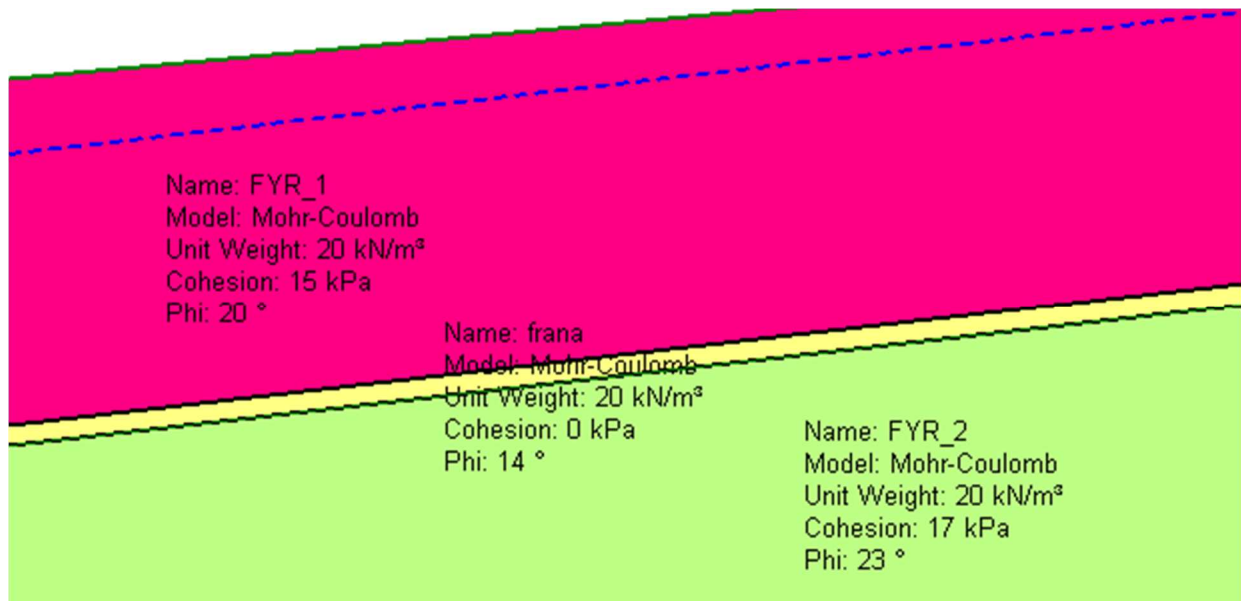 Name: FYR_1
Model: Mohr-Coulomb
Unit Weight: 20 kN/m³
Cohesion: 15 kPa
Phi: 20 °
Name: frana
Model: Mohr-Coulomb
Unit Weight: 20 kN/m³
Cohesion: 0 kPa
Phi: 14 °
Name: FYR_2
Model: Mohr-Coulomb
Unit Weight: 20 kN/m³
Cohesion: 17 kPa
Phi: 23 °